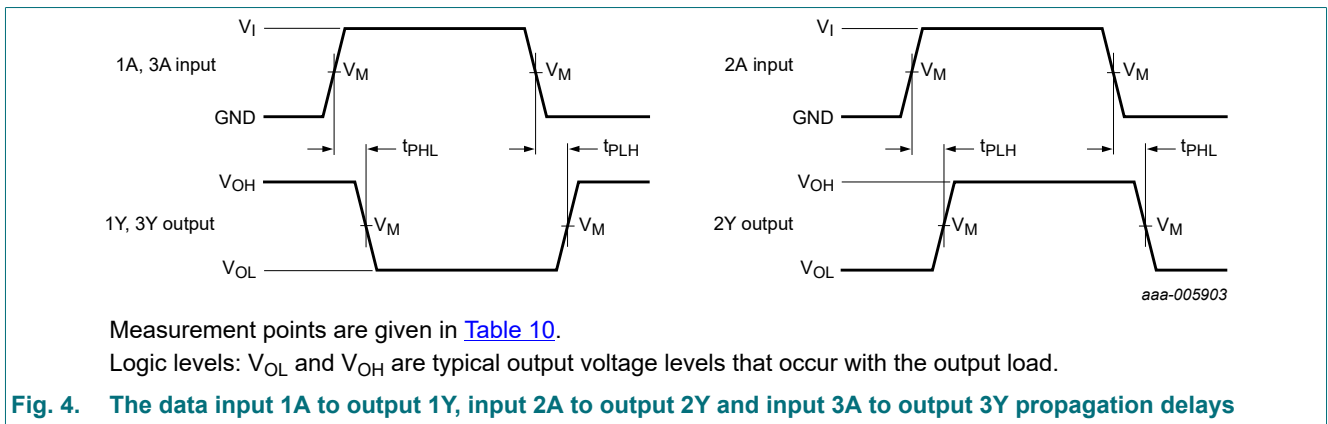 V_I
1A, 3A input
V_M
V_M
GND
t_PHL
t_PLH
V_OH
1Y, 3Y output
V_M
V_M
V_OL
V_I
2A input
V_M
V_M
GND
t_PLH
t_PHL
V_OH
2Y output
V_M
V_M
V_OL
aaa-005903
Measurement points are given in Table 10.
Logic levels: V_OL and V_OH are typical output voltage levels that occur with the output load.
Fig. 4. The data input 1A to output 1Y, input 2A to output 2Y and input 3A to output 3Y propagation delays